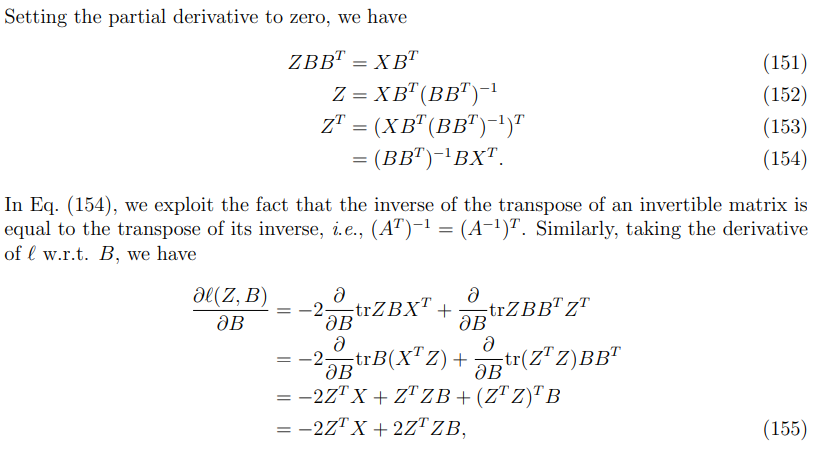 Setting the partial derivative to zero, we have
ZBB^T = XB^T (151)
Z = XB^T(BB^T)^{-1} (152)
Z^T = (XB^T(BB^T)^{-1})^T (153)
= (BB^T)^{-1}BX^T. (154)
In Eq. (154), we exploit the fact that the inverse of the transpose of an invertible matrix is
equal to the transpose of its inverse, i.e., (A^T)^{-1} = (A^{-1})^T. Similarly, taking the derivative
of ℓ w.r.t. B, we have
∂ℓ(Z, B)/∂B = −2 ∂/∂B trZBX^T + ∂/∂B trZBB^TZ^T
= −2 ∂/∂B trB(X^TZ) + ∂/∂B tr(Z^TZ)BB^T
= −2Z^TX + Z^TZB + (Z^TZ)^TB
= −2Z^TX + 2Z^TZB, (155)